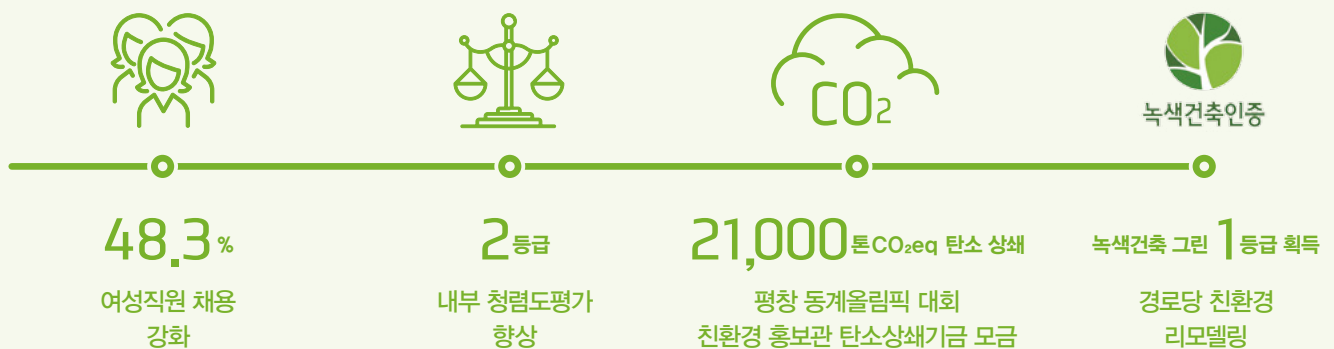 CO₂
녹색건축인증
48.3 %
2 등급
21,000 톤CO₂eq 탄소 상쇄
녹색건축 그린 1 등급 획득
여성직원 채용
강화
내부 청렴도평가
향상
평창 동계올림픽 대회
친환경 홍보관 탄소상쇄기금 모금
경로당 친환경
리모델링